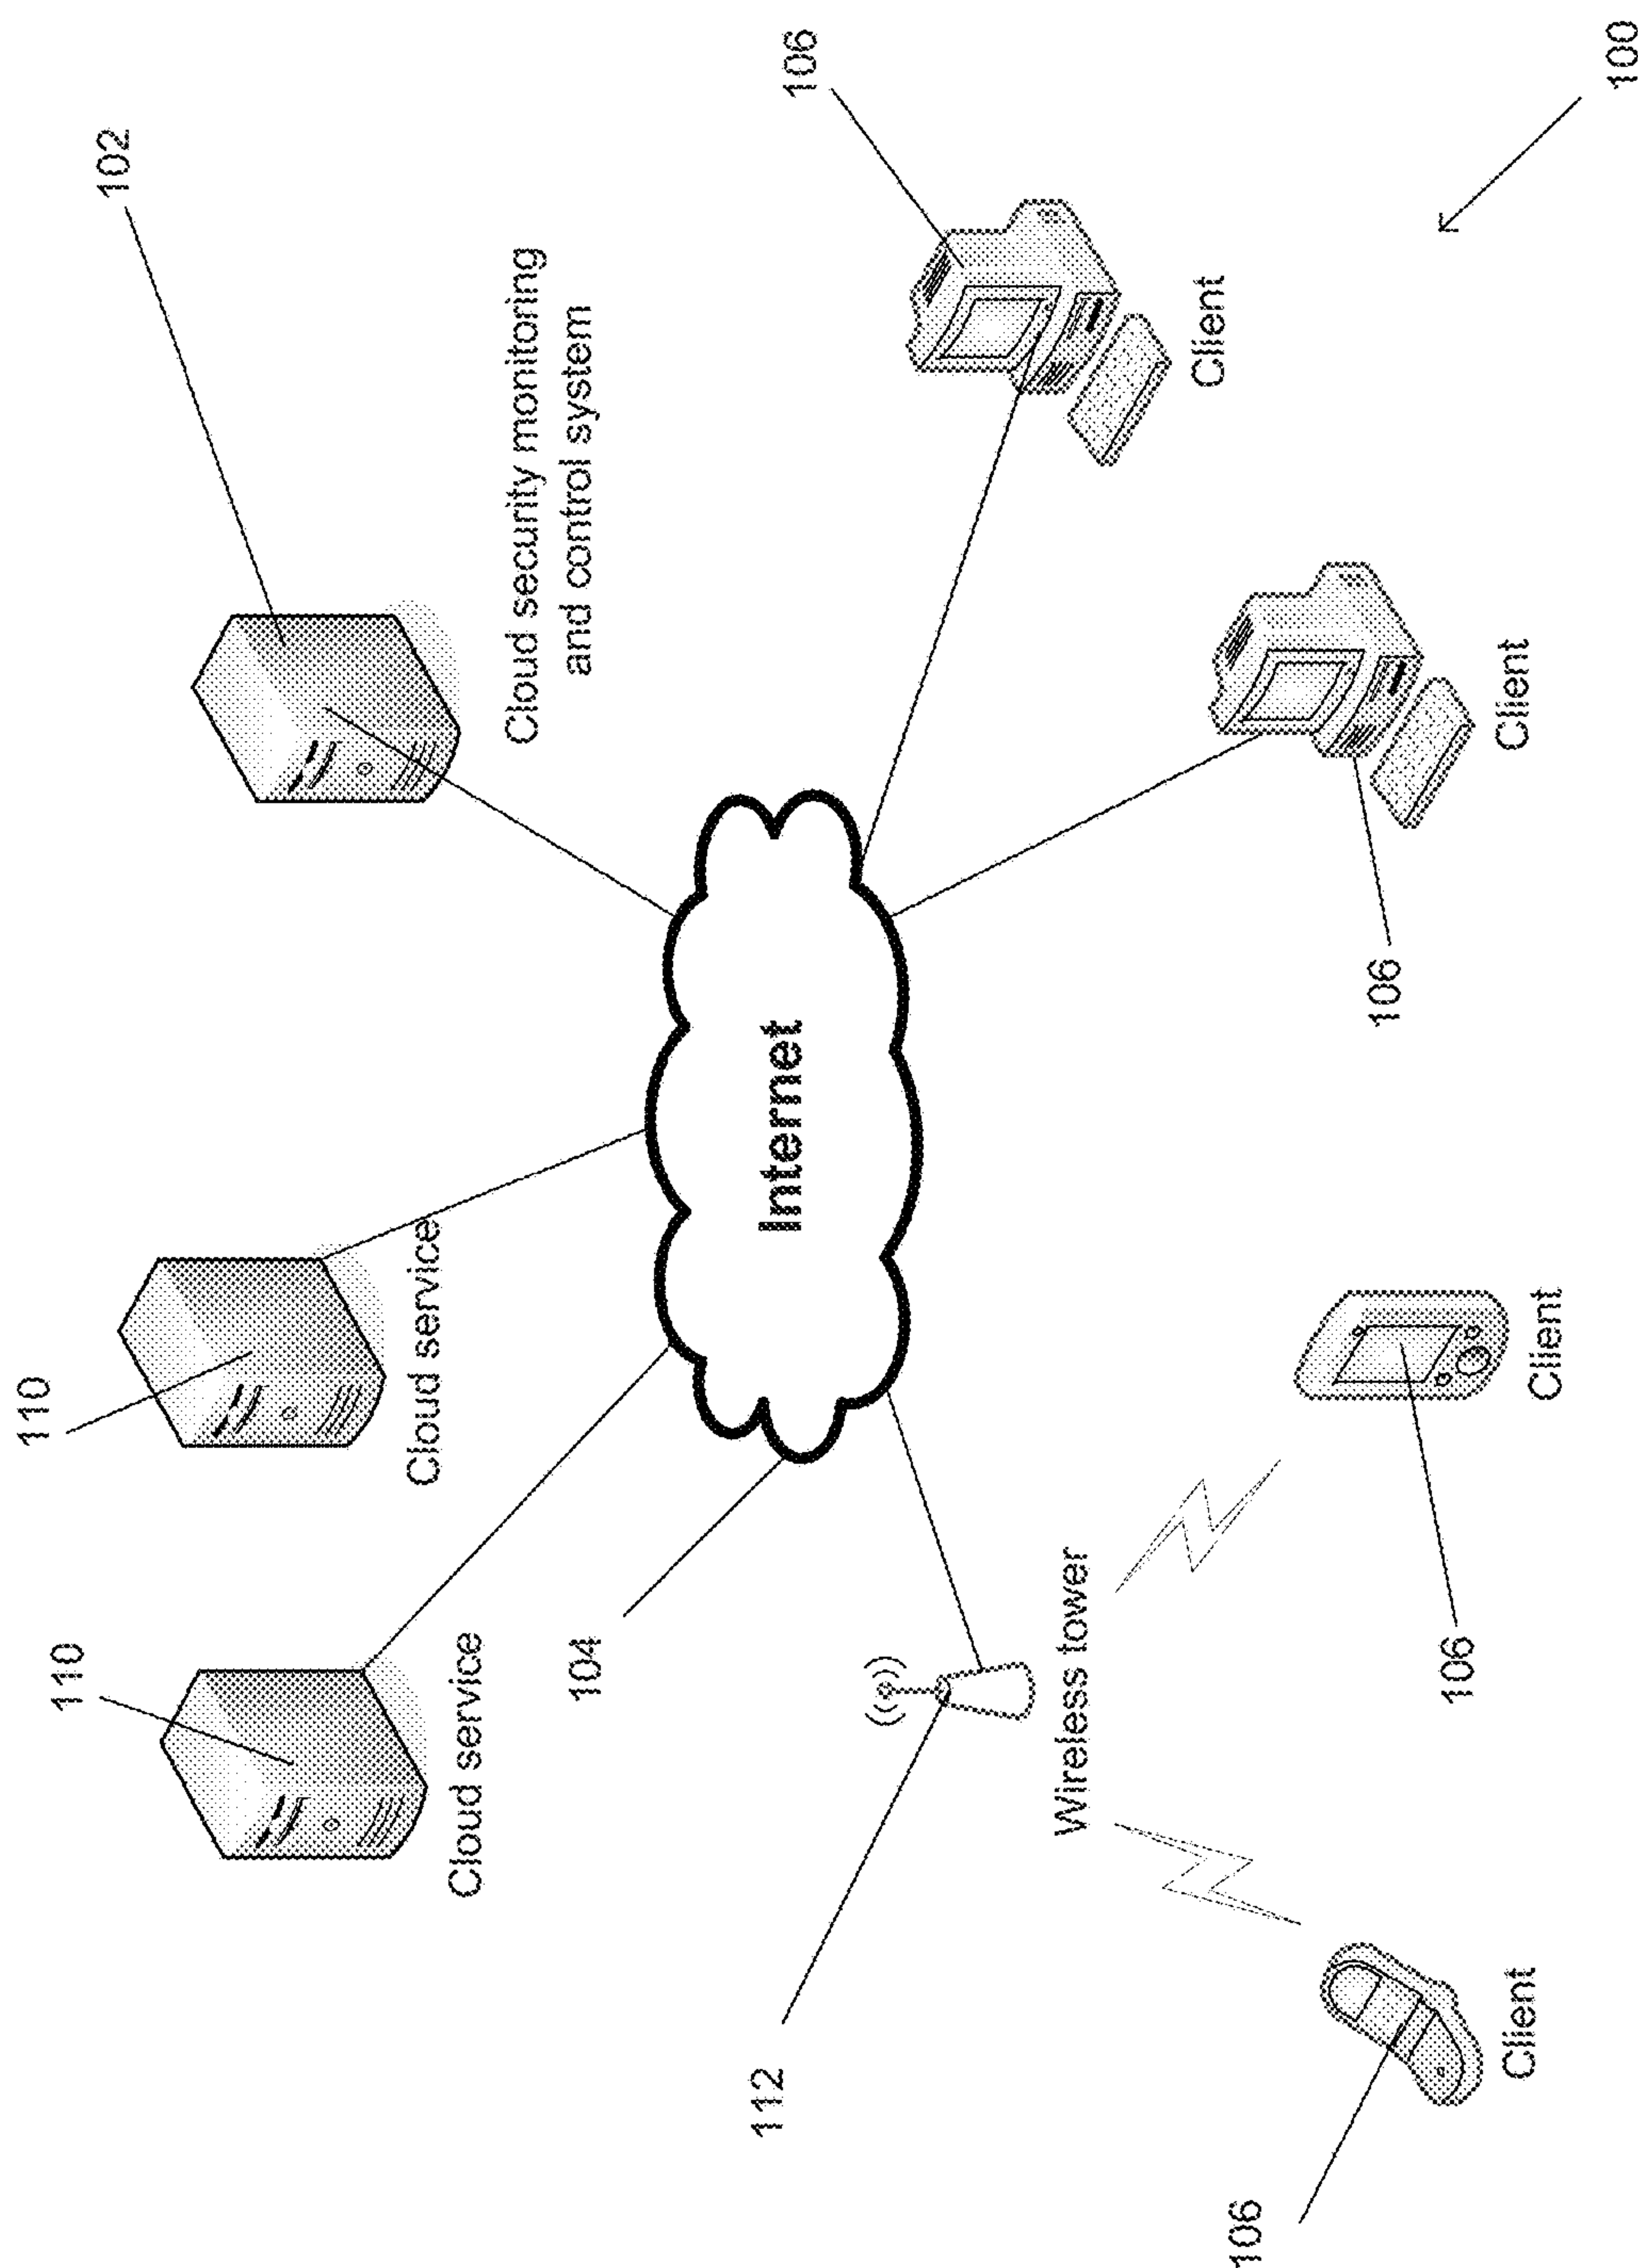 110
110
102
Cloud service
Cloud service
Cloud security monitoring
and control system
104
112
Internet
106
Wireless tower
Client
106
106
106
Client
Client
Client
100